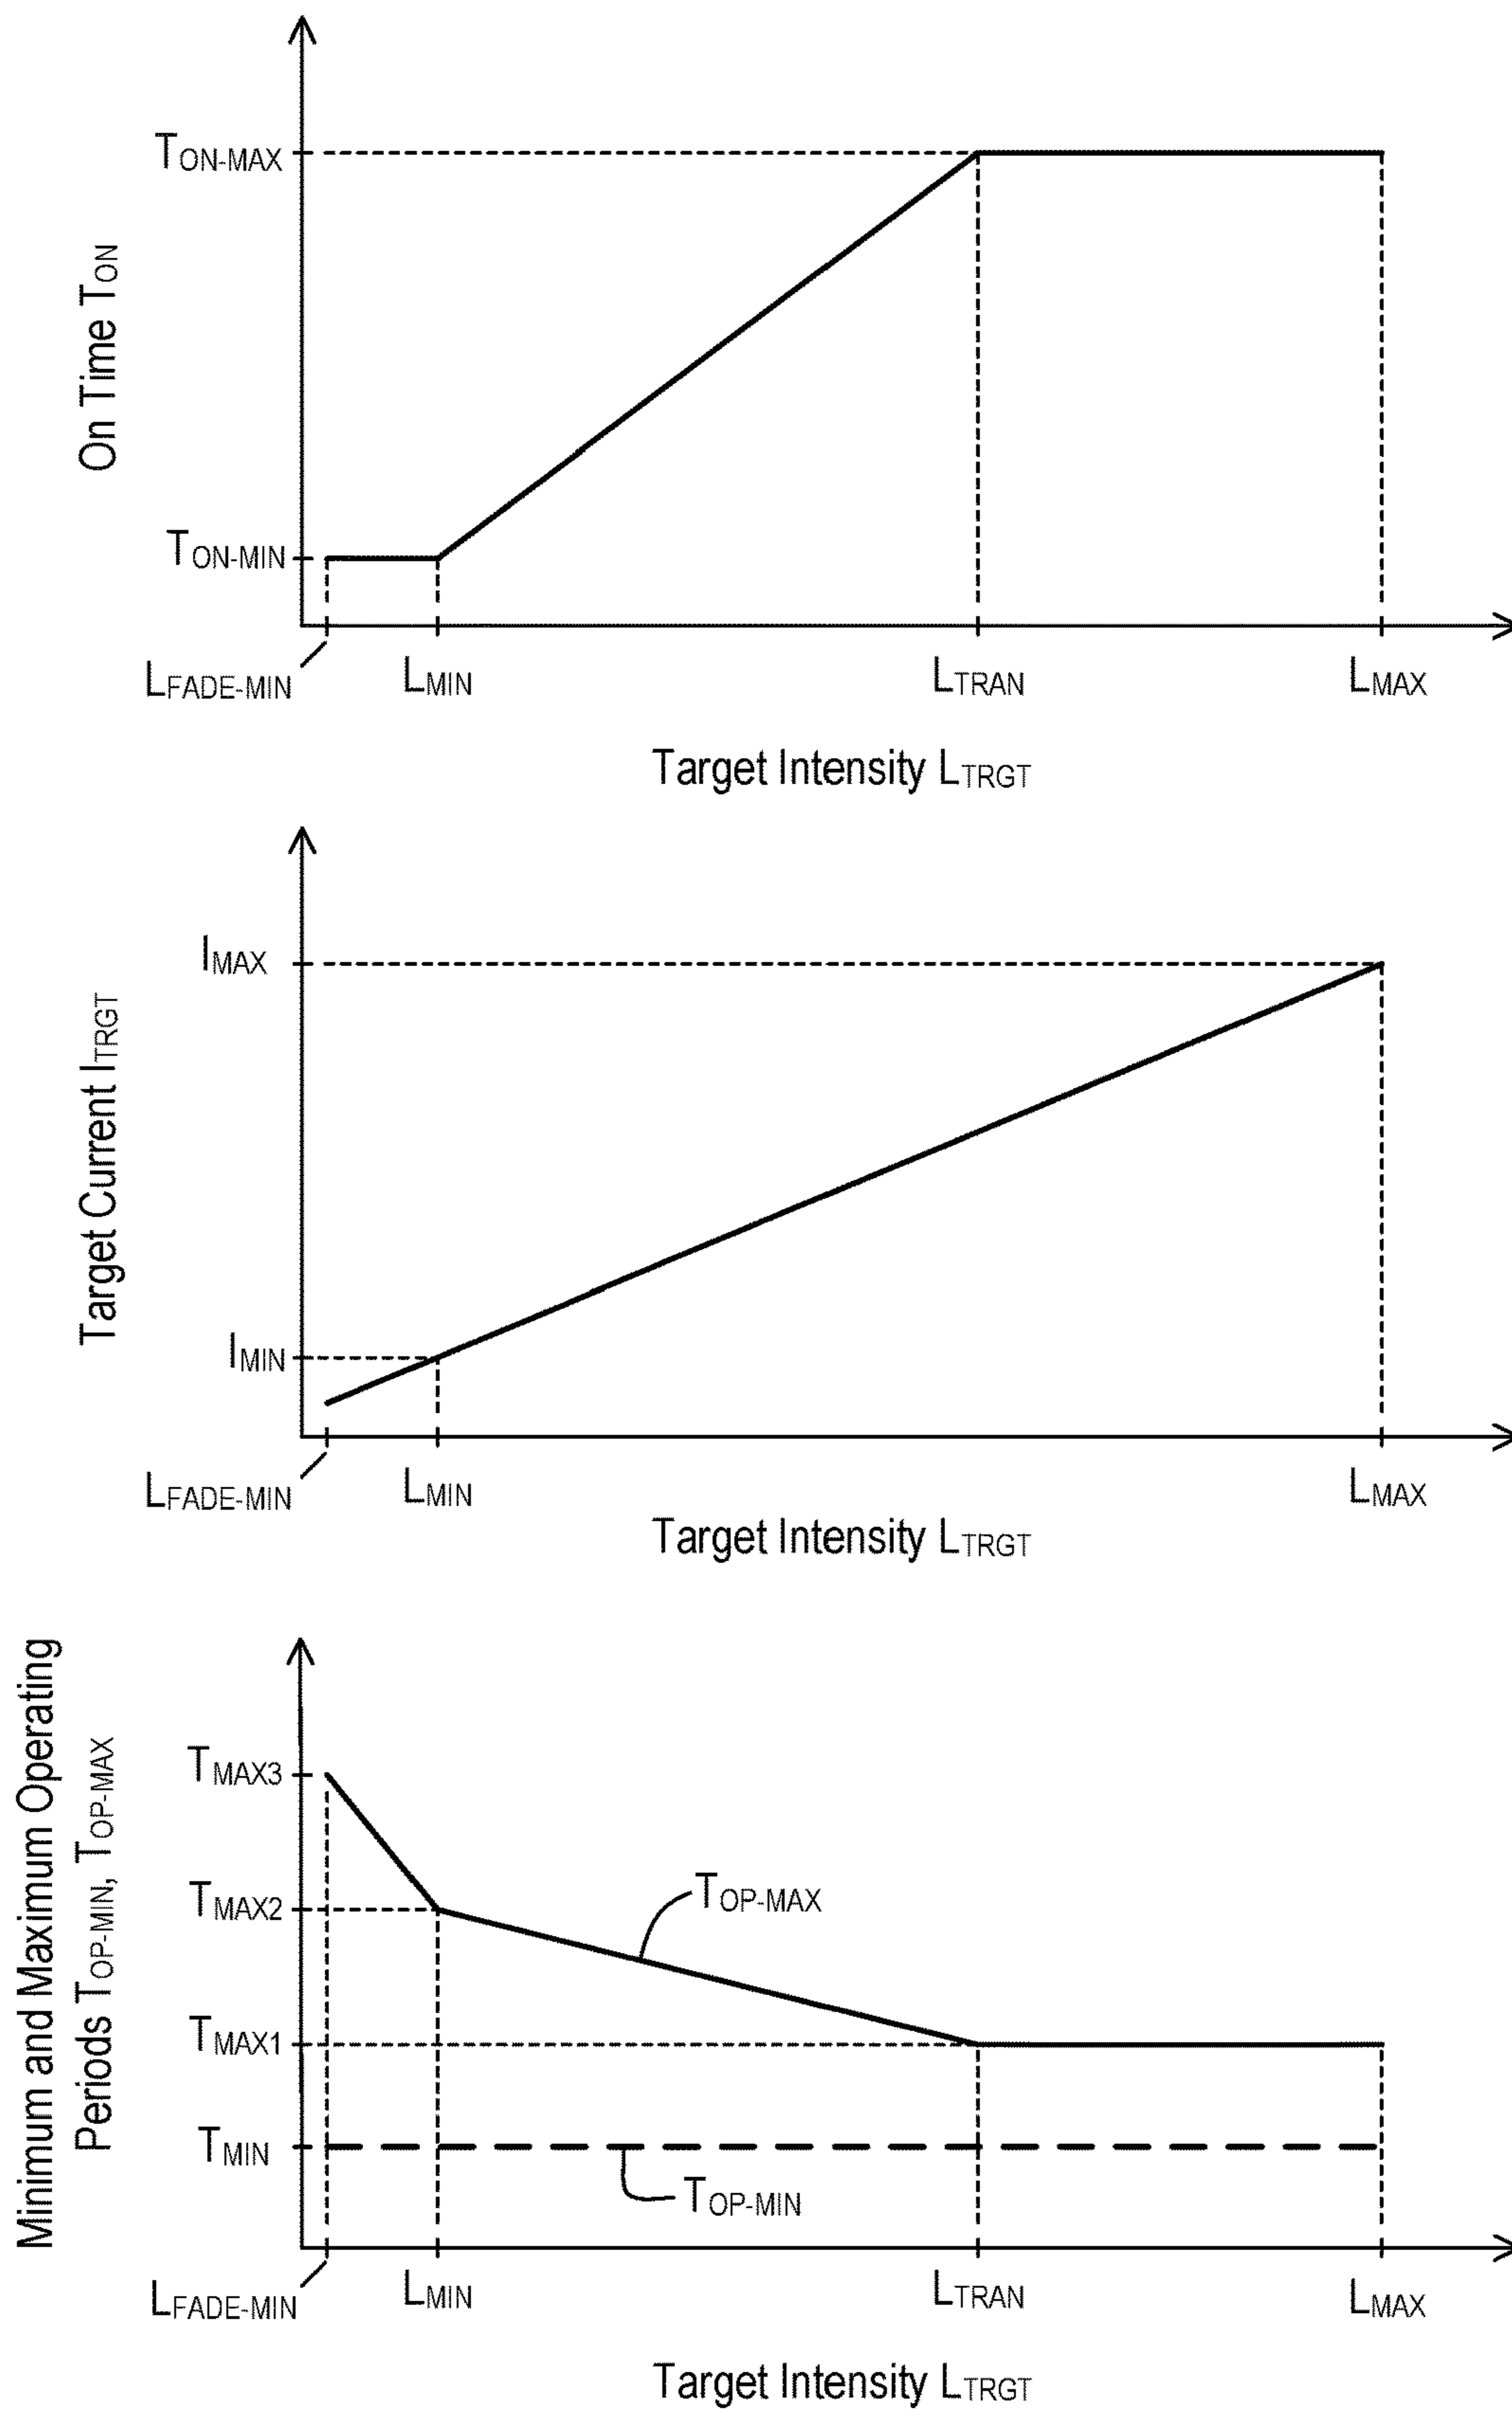 On Time TON
TON-MAX
TON-MIN
LFADE-MIN
LMIN
LTRAN
LMAX
Target Intensity LTRGT
Target Current ITRGT
IMAX
IMIN
LFADE-MIN
LMIN
LMAX
Target Intensity LTRGT
Minimum and Maximum Operating
Periods TOP-MIN, TOP-MAX
TMAX3
TMAX2
TMAX1
TMIN
TOP-MAX
TOP-MIN
LFADE-MIN
LMIN
LTRAN
LMAX
Target Intensity LTRGT